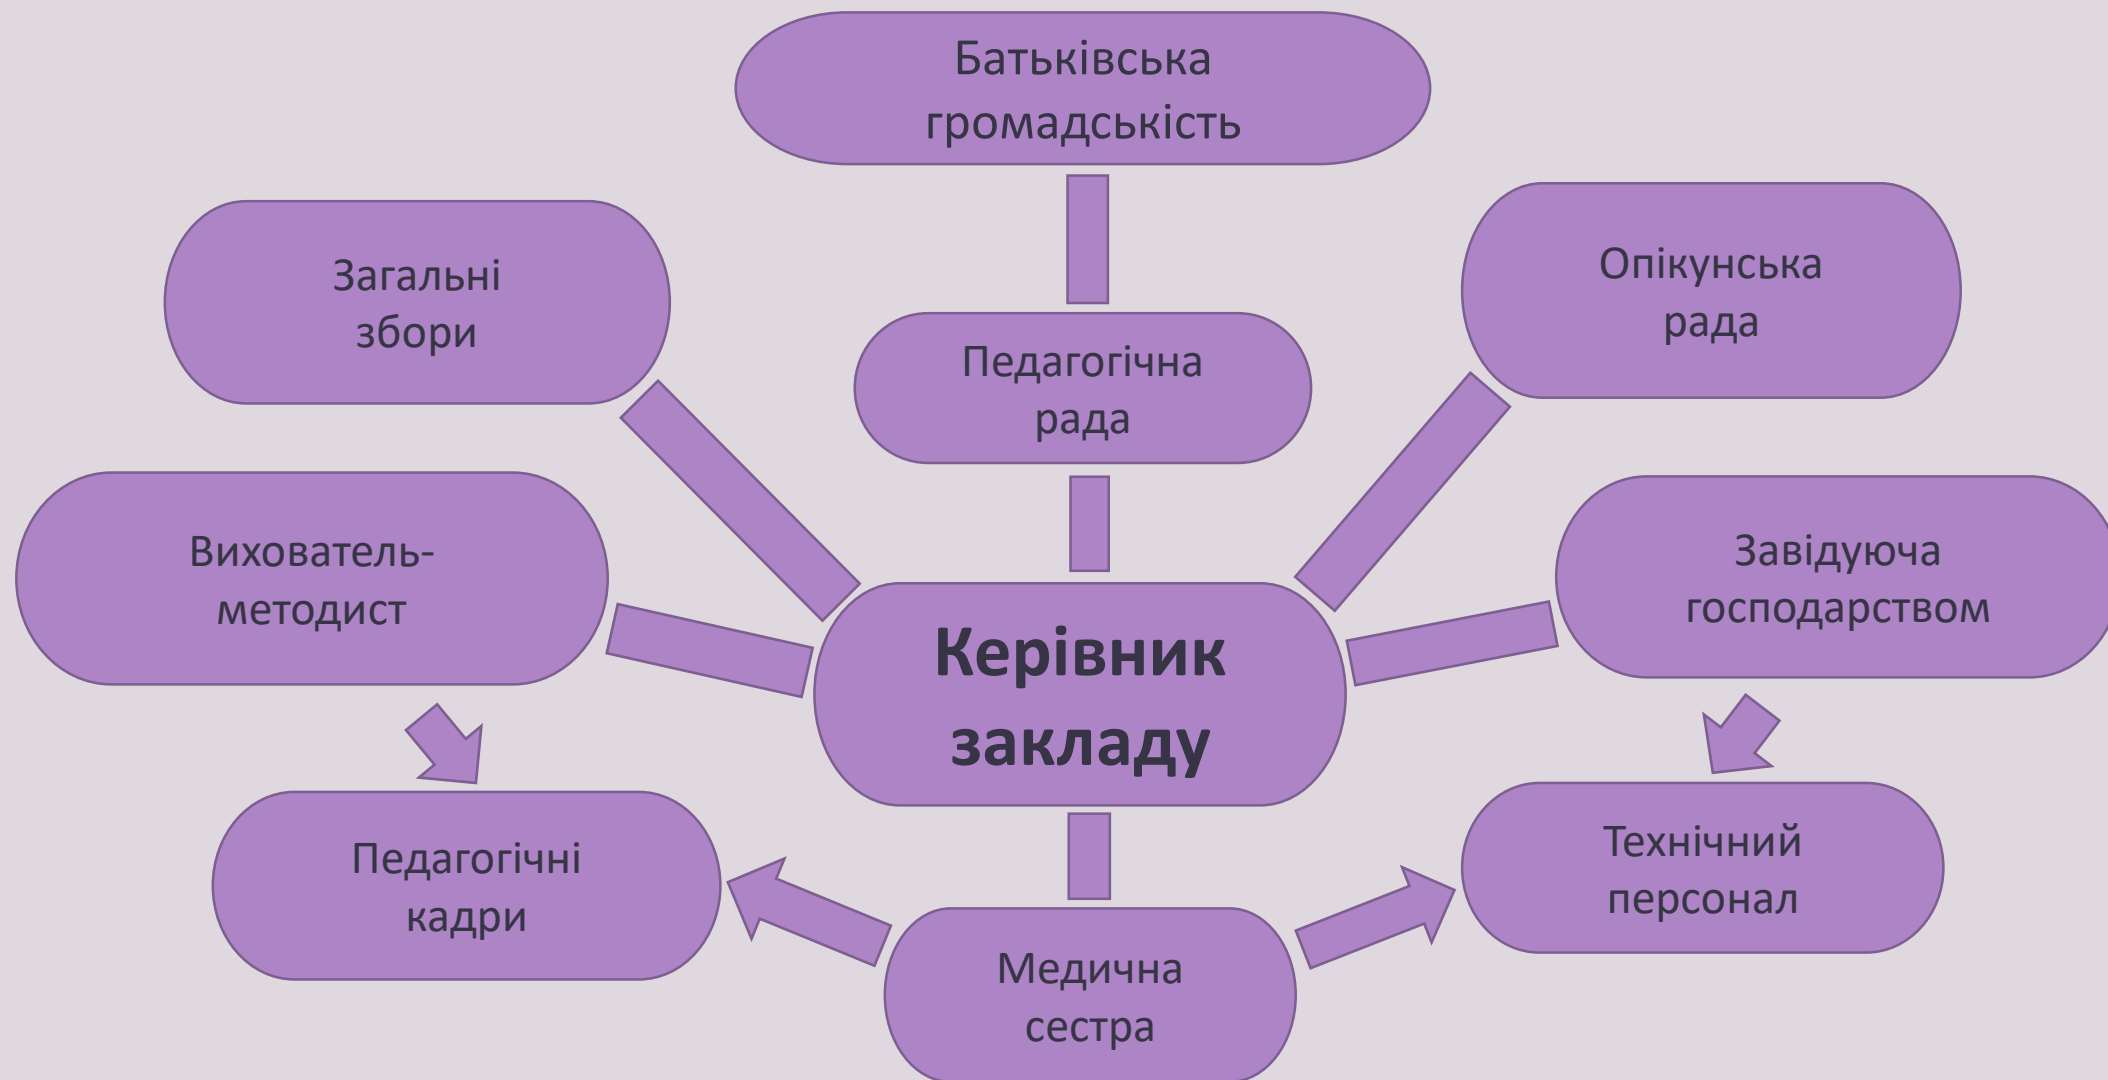 Батьківська
громадськість
Загальні
збори
Опікунська
рада
Педагогічна
рада
Вихователь-
методист
Завідуюча
господарством
Керівник
закладу
Педагогічні
кадри
Технічний
персонал
Медична
сестра